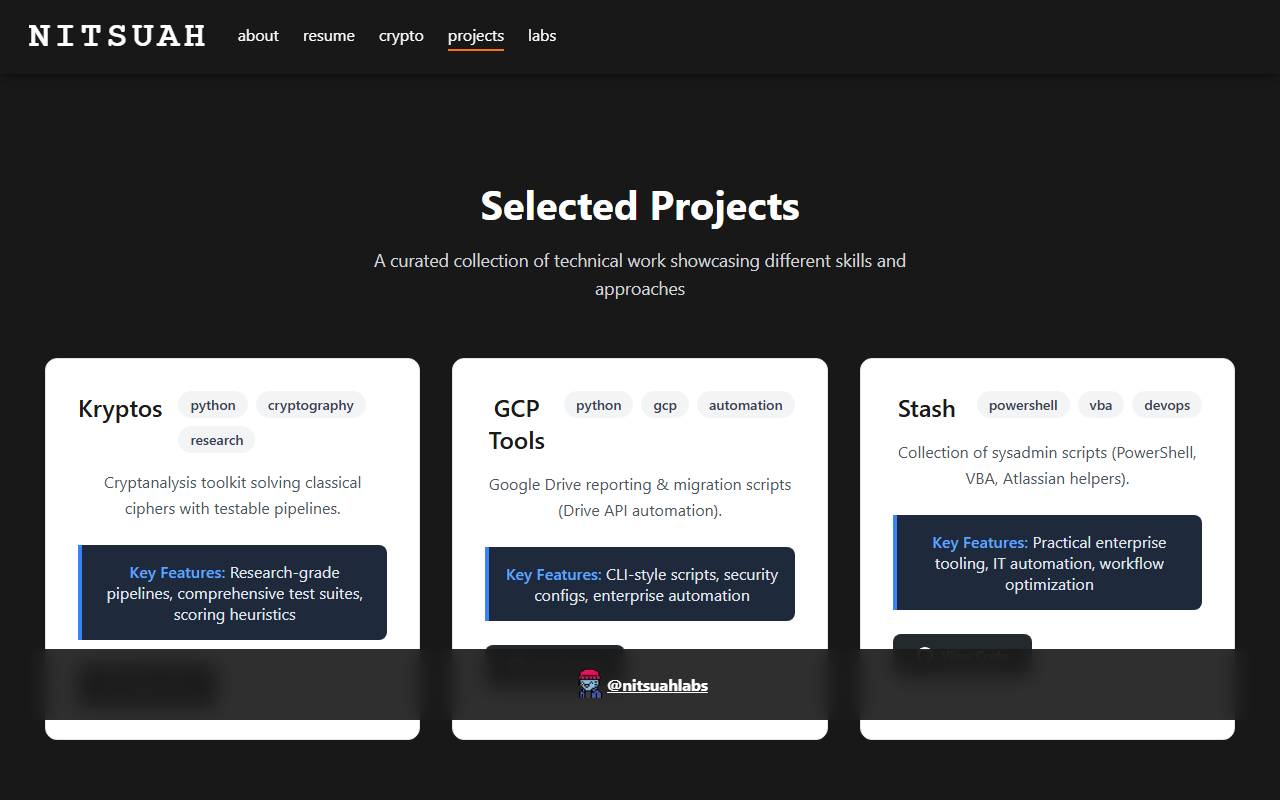 NITSUAH about resume crypto projects labs
Selected Projects
A curated collection of technical work showcasing different skills and
approaches
Kryptos python cryptography
research
Cryptanalysis toolkit solving classical
ciphers with testable pipelines.
Key Features: Research-grade
pipelines, comprehensive test suites,
scoring heuristics
GCP
Tools
python gcp automation
Google Drive reporting & migration scripts
(Drive API automation).
Key Features: CLI-style scripts, security
configs, enterprise automation
Stash powershell vba devops
Collection of sysadmin scripts (PowerShell,
VBA, Atlassian helpers).
Key Features: Practical enterprise
tooling, IT automation, workflow
optimization
@nitsuahlabs